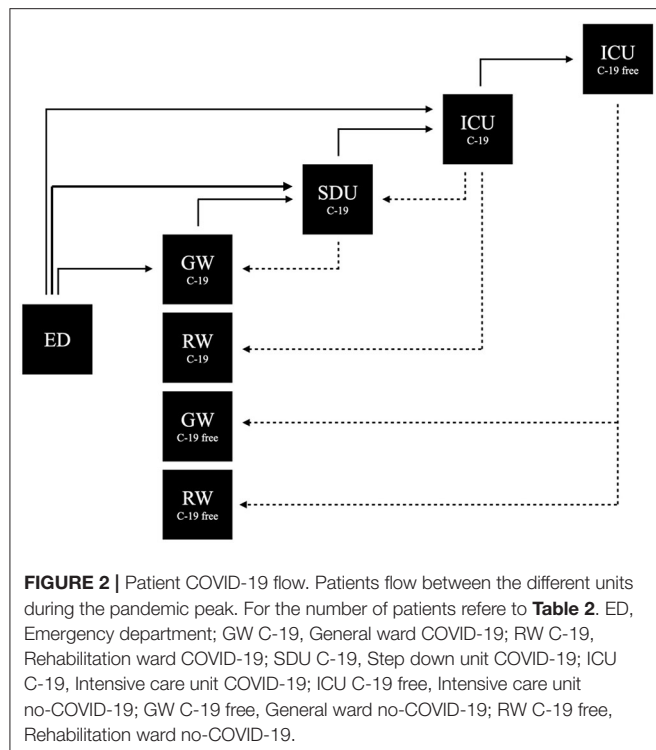 ICU
C-19 free
ICU
C-19
SDU
C-19
GW
C-19
ED
RW
C-19
GW
C-19 free
RW
C-19 free
FIGURE 2 | Patient COVID-19 flow. Patients flow between the different units
during the pandemic peak. For the number of patients refere to Table 2. ED,
Emergency department; GW C-19, General ward COVID-19; RW C-19,
Rehabilitation ward COVID-19; SDU C-19, Step down unit COVID-19; ICU
C-19, Intensive care unit COVID-19; ICU C-19 free, Intensive care unit
no-COVID-19; GW C-19 free, General ward no-COVID-19; RW C-19 free,
Rehabilitation ward no-COVID-19.